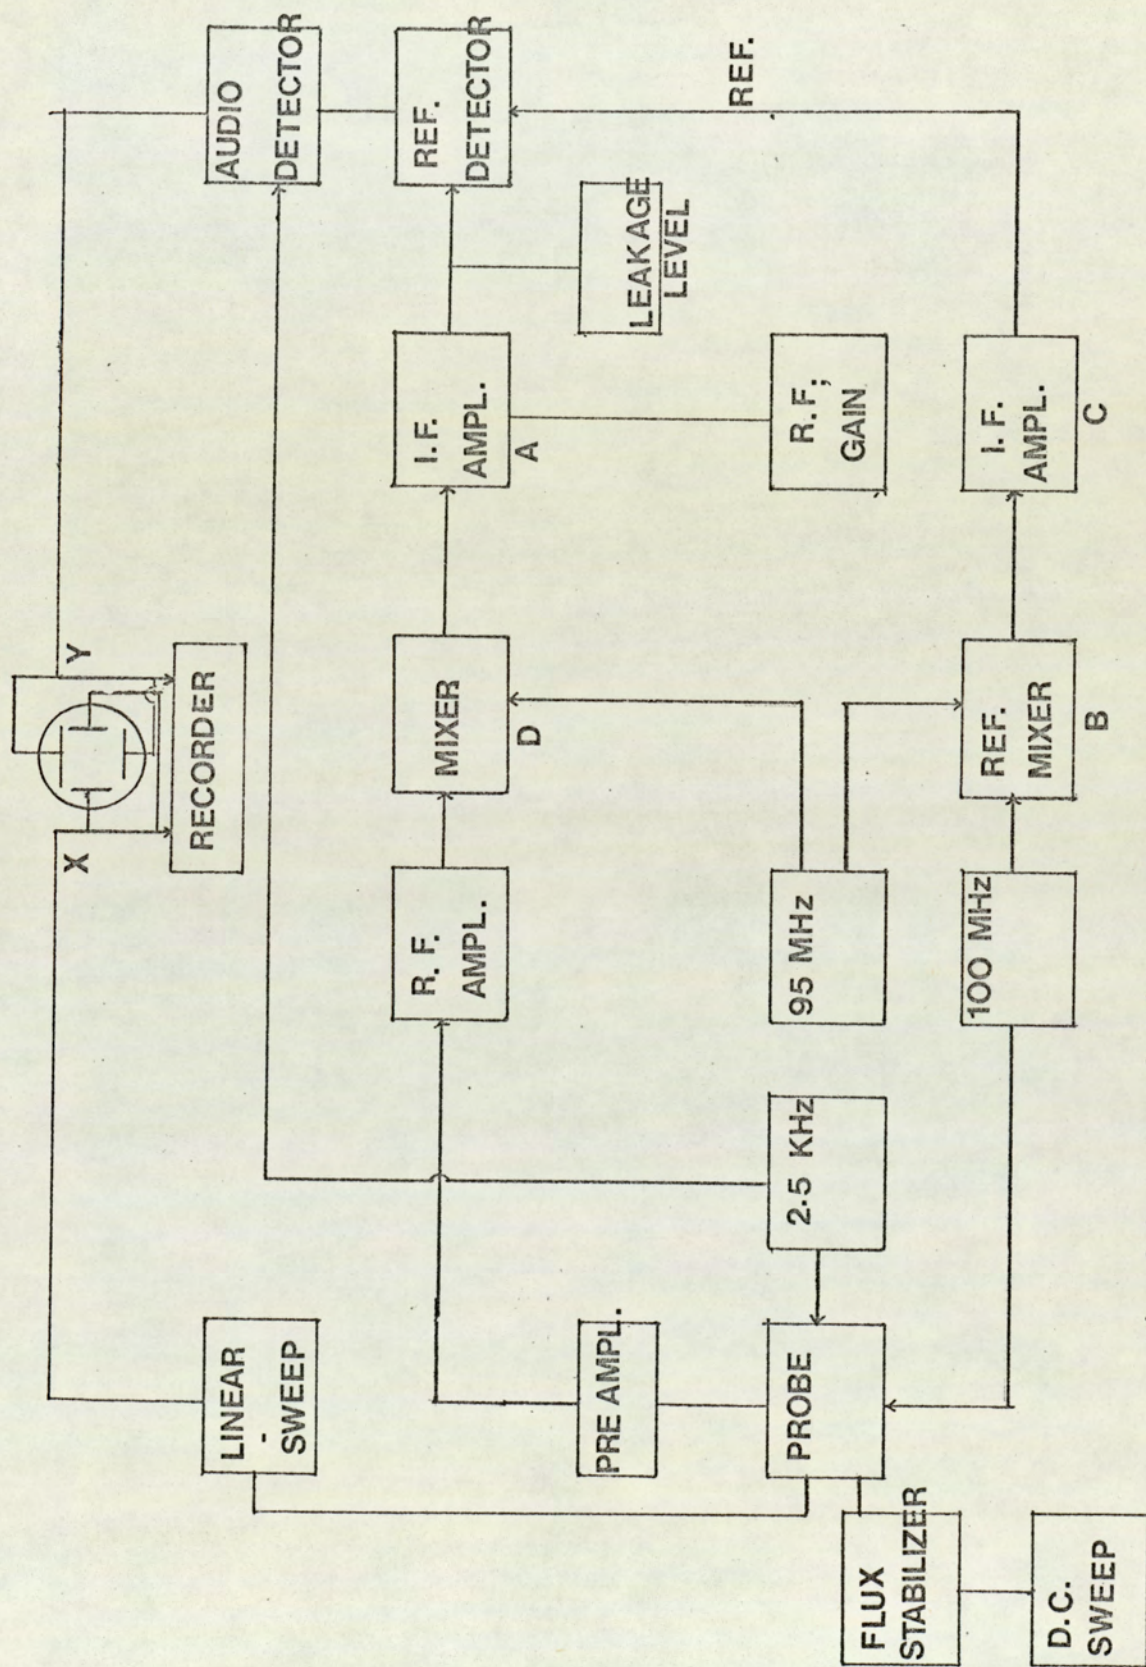 X
Y
RECORDER
LINEAR
-
SWEEP
AUDIO
DETECTOR
PRE AMPL.
R. F.
AMPL.
MIXER
D
I. F.
AMPL.
A
REF.
DETECTOR
LEAKAGE
LEVEL
PROBE
2.5 KHz
95 MHz
R.F;
GAIN
REF.
FLUX
STABILIZER
100 MHz
REF.
MIXER
B
I. F.
AMPL.
C
D.C.
SWEEP